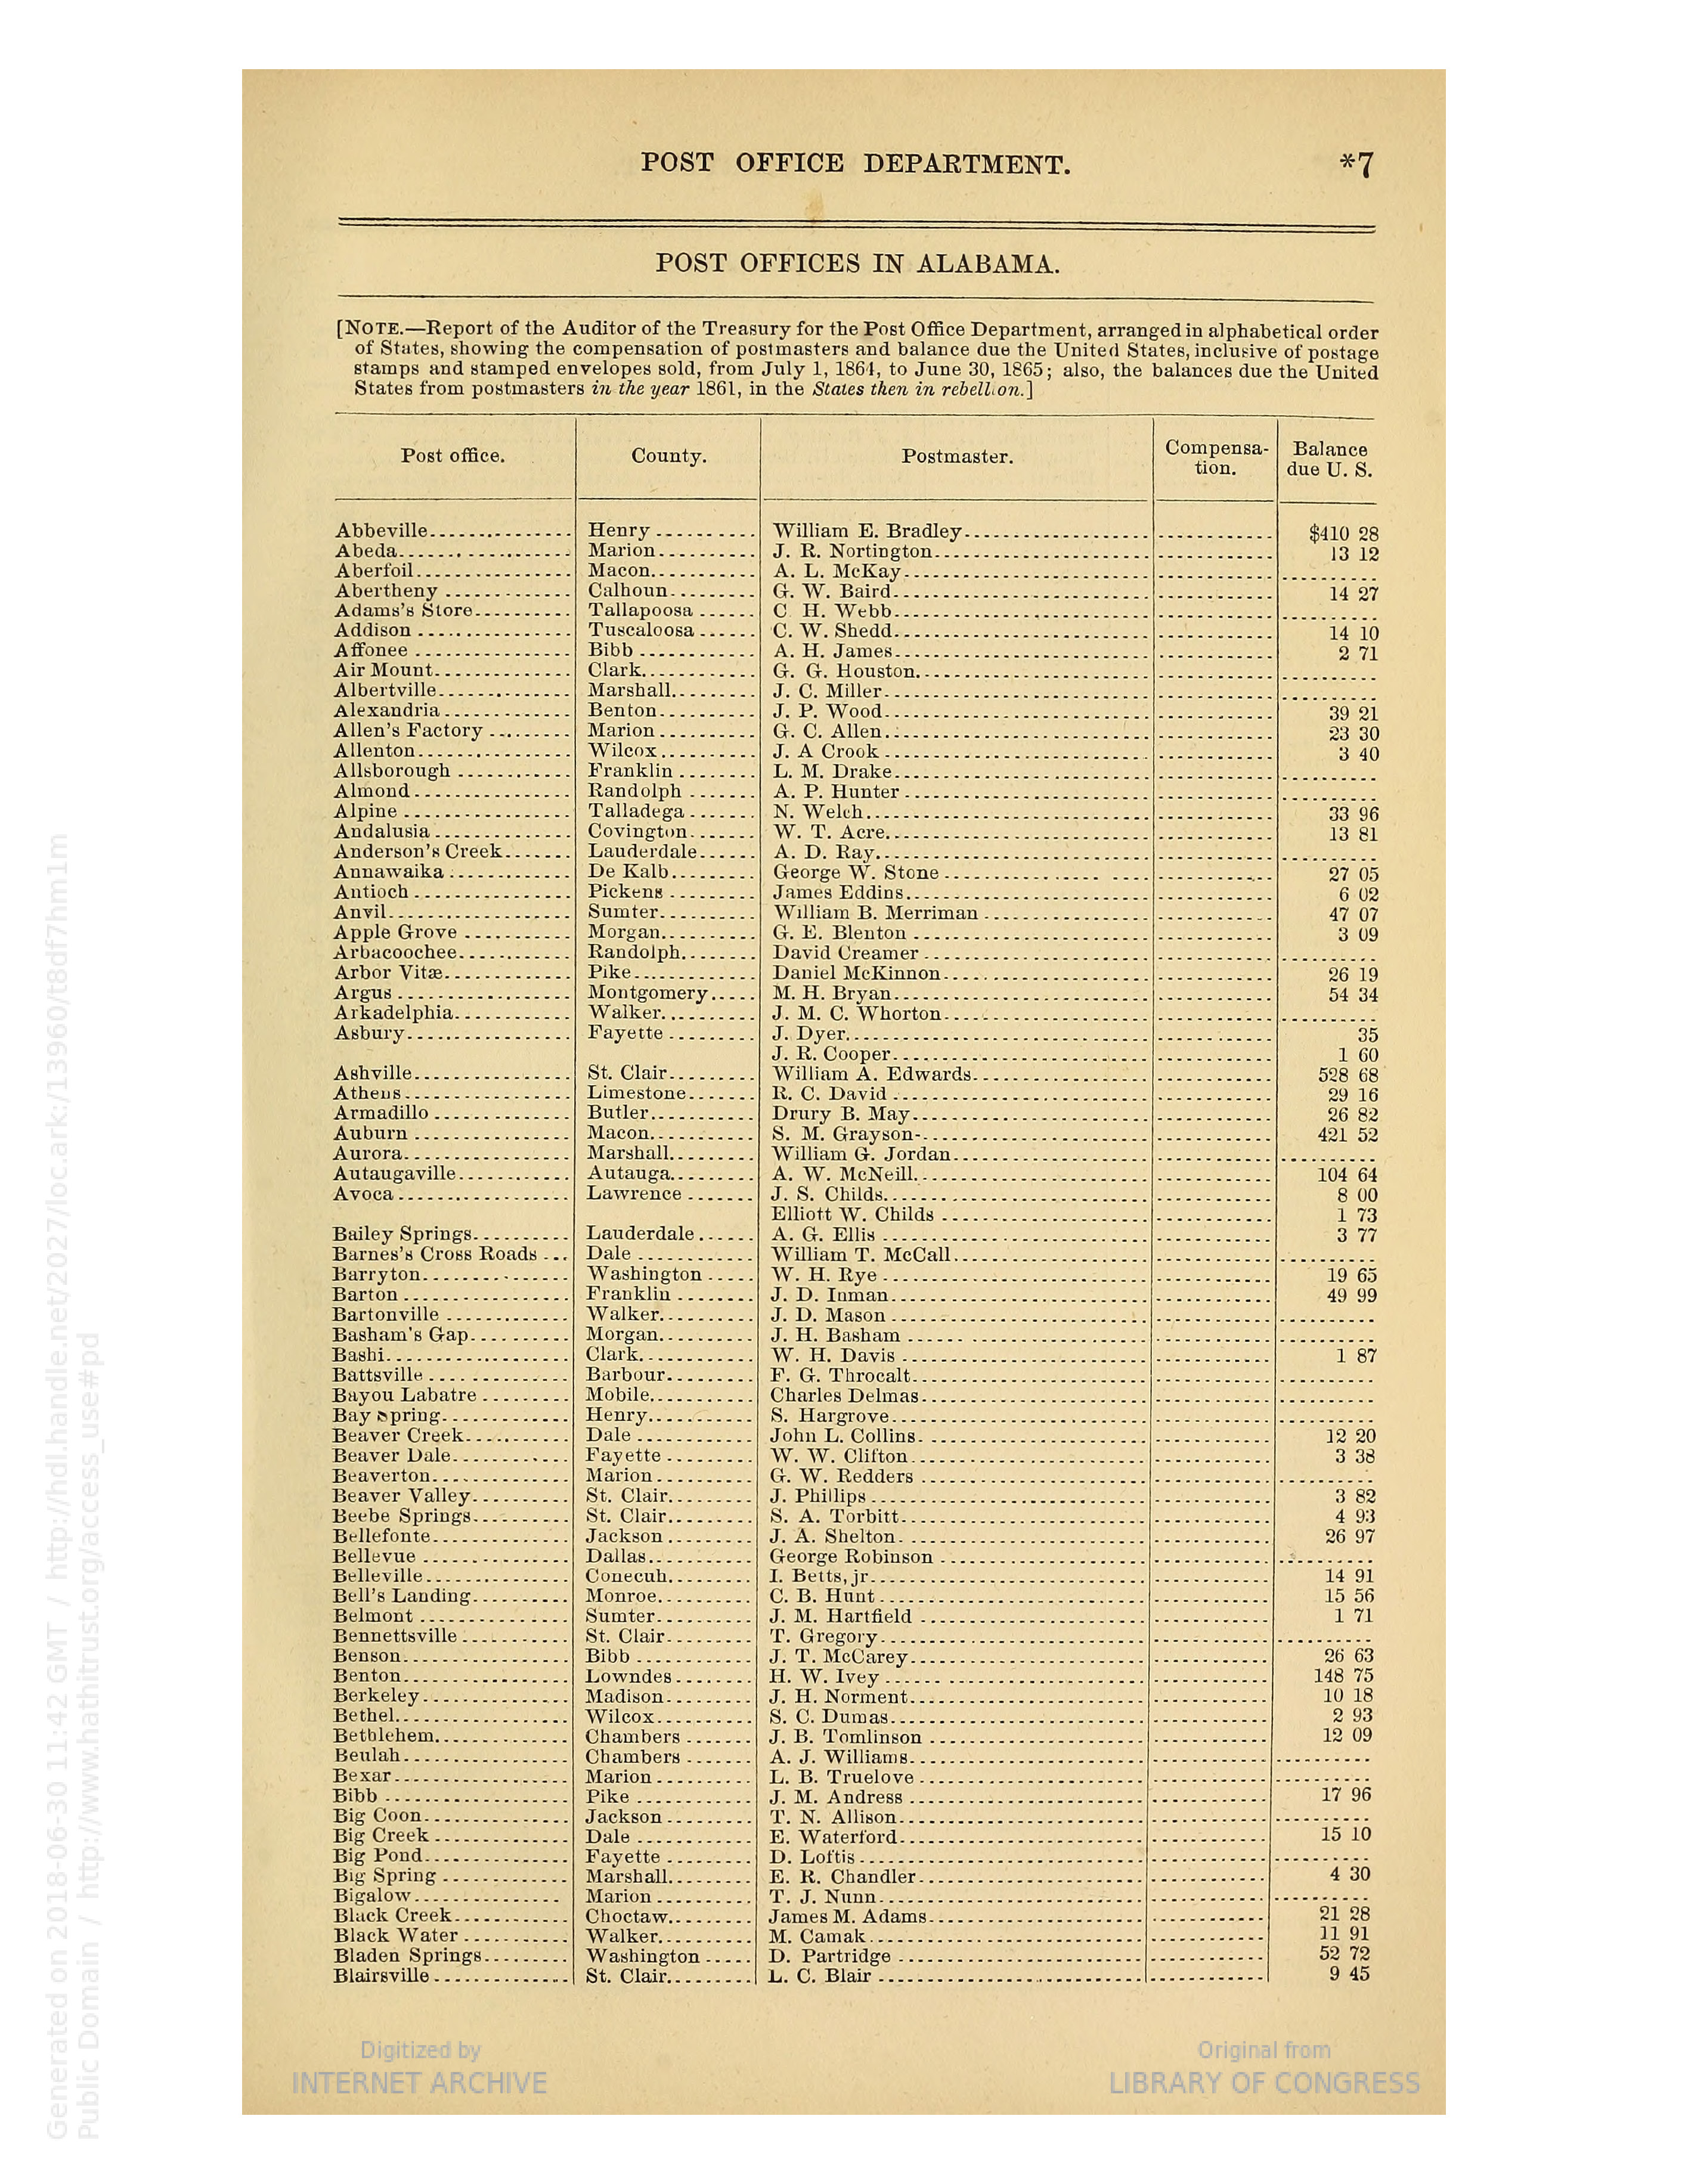 POST OFFICE DEPARTMENT. *7
POST OFFICES IN ALABAMA.
[NOTE.—Report of the Auditor of the Treasury for the Post Office Department, arranged in alphabetical order
of States, showing the compensation of postmasters and balance due the United States, inclusive of postage
stamps and stamped envelopes sold, from July 1, 1864, to June 30, 1865; also, the balances due the United
States from postmasters in the year 1861, in the States then in rebellion.]
Post office. County. Postmaster. Compensa-tion. Balance due U. S.
Abbeville Henry William E. Bradley $410 28
Abeda Marion J. R. Nortington 13 12
Aberfoil Macon A. L. McKay
Abertheny Calhoun G. W. Baird 14 27
Adams's Store Tallapoosa C H. Webb
Addison Tuscaloosa C. W. Shedd 14 10
Affonee Bibb A. H. James 2 71
Air Mount Clark G. G. Houston
Albertville Marshall J. C. Miller
Alexandria Benton J. P. Wood 39 21
Allen's Factory Marion G. C. Allen 23 30
Allenton Wilcox J. A Crook 3 40
Allsborough Franklin L. M. Drake
Almond Randolph A. P. Hunter
Alpine Talladega N. Welch 33 96
Andalusia Covington W. T. Acre 13 81
Anderson's Creek Lauderdale A. D. Ray
Annawaika De Kalb George W. Stone 27 05
Antioch Pickens James Eddins 6 02
Anvil Sumter William B. Merriman 47 07
Apple Grove Morgan G. E. Blenton 3 09
Arbacoochee Randolph David Creamer
Arbor Vitæ Pike Daniel McKinnon 26 19
Argus Montgomery M. H. Bryan 54 34
Arkadelphia Walker J. M. C. Whorton
Asbury Fayette J. Dyer 35
J. R. Cooper 1 60
Ashville St. Clair William A. Edwards 528 68
Athens Limestone R. C. David 29 16
Armadillo Butler Drury B. May 26 82
Auburn Macon S. M. Grayson 421 52
Aurora Marshall William G. Jordan
Autaugaville Autauga A. W. McNeill 104 64
Avoca Lawrence J. S. Childs 8 00
Elliott W. Childs 1 73
Bailey Springs Lauderdale A. G. Ellis 3 77
Barnes's Cross Roads Dale William T. McCall
Barryton Washington W. H. Rye 19 65
Barton Franklin J. D. Inman 49 99
Bartonville Walker J. D. Mason
Basham's Gap Morgan J. H. Basham
Bashi Clark W. H. Davis 1 87
Battsville Barbour F. G. Throcalt
Bayou Labatre Mobile Charles Delmas
Bay Spring Henry S. Hargrove
Beaver Creek Dale John L. Collins 12 20
Beaver Dale Fayette W. W. Clifton 3 38
Beaverton Marion G. W. Redders
Beaver Valley St. Clair J. Phillips 3 82
Beebe Springs St. Clair S. A. Torbitt 4 93
Bellefonte Jackson J. A. Shelton 26 97
Bellevue Dallas George Robinson
Belleville Conecuh I. Betts, jr 14 91
Bell's Landing Monroe C. B. Hunt 15 56
Belmont Sumter J. M. Hartfield 1 71
Bennettsville St. Clair T. Gregory
Benson Bibb J. T. McCarey 26 63
Benton Lowndes H. W. Ivey 148 75
Berkeley Madison J. H. Norment 10 18
Bethel Wilcox S. C. Dumas 2 93
Bethlehem Chambers J. B. Tomlinson 12 09
Beulah Chambers A. J. Williams
Bexar Marion L. B. Truelove
Bibb Pike J. M. Andress 17 96
Big Coon Jackson T. N. Allison
Big Creek Dale E. Waterford 15 10
Big Pond Fayette D. Loftis
Big Spring Marshall E. R. Chandler 4 30
Bigalow Marion T. J. Nunn
Black Creek Choctaw James M. Adams 21 28
Black Water Walker M. Camak 11 91
Bladen Springs Washington D. Partridge 52 72
Blairsville St. Clair L. C. Blair 9 45
Digitized by
INTERNET ARCHIVE
Original from
LIBRARY OF CONGRESS
Generated on 2018-06-30 11:42 GMT / http://hdl.handle.net/2027/loc.ark:/13960/t8df7hm1m
Public Domain / http://www.hathitrust.org/access_use#pd